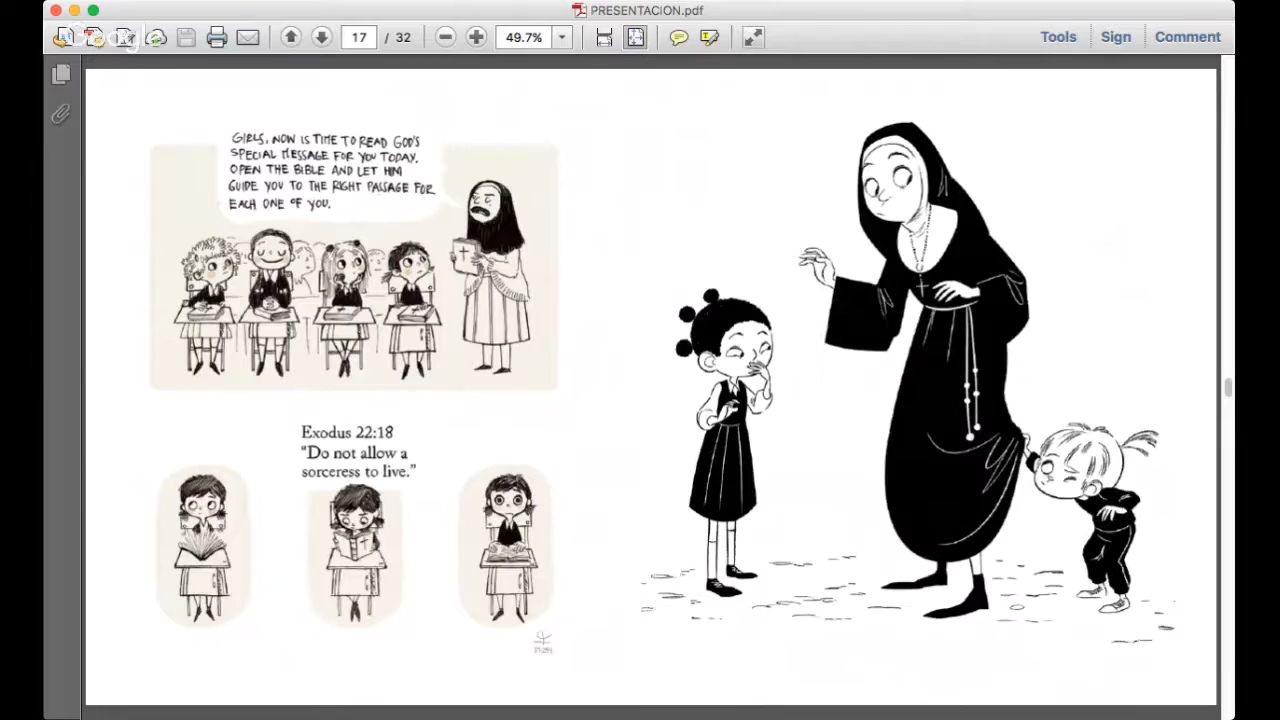 PRESENTACION.pdf
Google
17 / 32
49.7%
Tools
Sign
Comment
GIRLS, NOW IS TIME TO READ GOD'S
SPECIAL MESSAGE FOR YOU TODAY.
OPEN THE BIBLE AND LET HIM
GUIDE YOU TO THE RIGHT PASSAGE FOR
EACH ONE OF YOU.
Exodus 22:18
“Do not allow a
sorceress to live.”